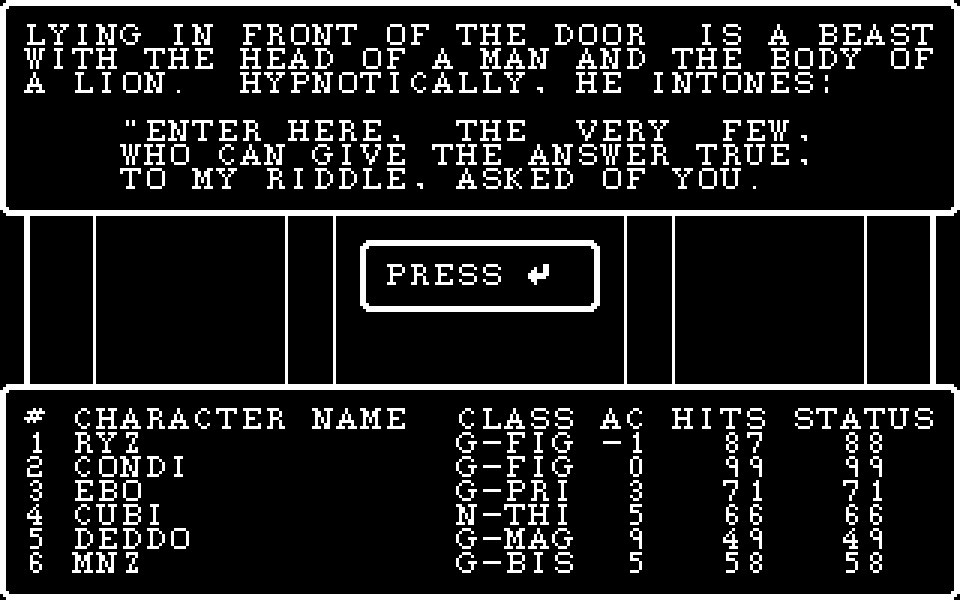 LYING IN FRONT OF THE DOOR IS A BEAST
WITH THE HEAD OF A MAN AND THE BODY OF
A LION. HYPNOTICALLY, HE INTONES:
"ENTER HERE, THE VERY FEW,
WHO CAN GIVE THE ANSWER TRUE,
TO MY RIDDLE, ASKED OF YOU.
PRESS ↵
# CHARACTER NAME CLASS AC HITS STATUS
1 RYZ G-FIG -1 87 88
2 CONDI G-FIG 0 99 99
3 EBO G-PRI 3 71 71
4 CUBI N-THI 5 66 66
5 DEDDO G-MAG 9 49 49
6 MNZ G-BIS 5 58 58